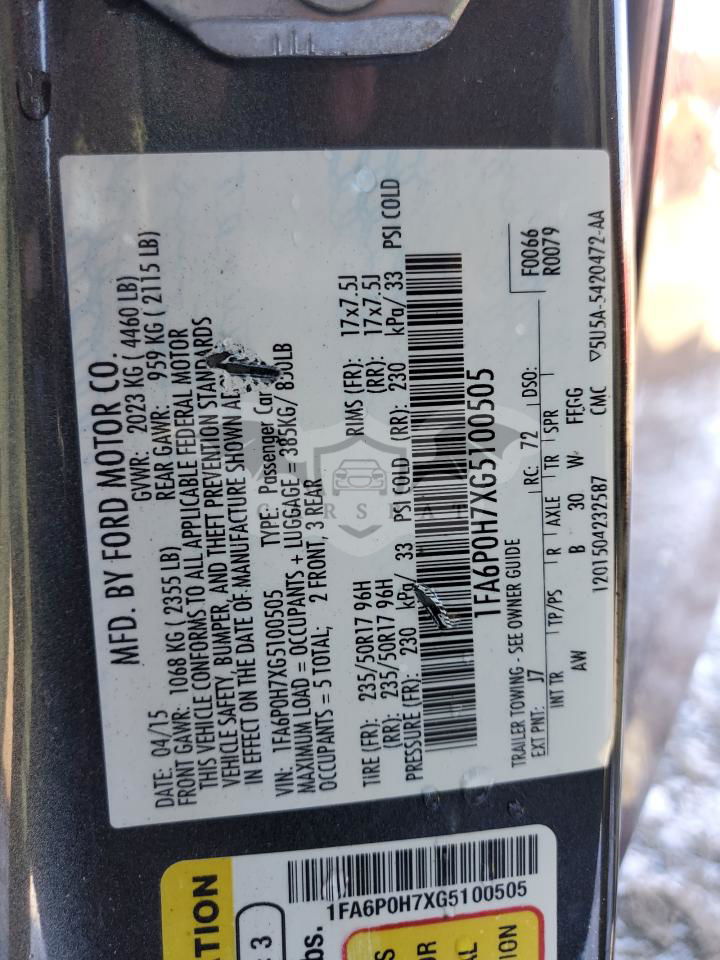 MFD. BY FORD MOTOR CO.
DATE: 04/15 GVWR: 2023 KG ( 4460 LB)
FRONT GAWR: 1068 KG ( 2355 LB) REAR GAWR: 959 KG ( 2115 LB)
THIS VEHICLE CONFORMS TO ALL APPLICABLE FEDERAL MOTOR
VEHICLE SAFETY, BUMPER, AND THEFT PREVENTION STANDARDS
IN EFFECT ON THE DATE OF MANUFACTURE SHOWN
VIN: 1FA6P0H7XG5100505 TYPE: Passenger Car
MAXIMUM LOAD = OCCUPANTS + LUGGAGE = 385KG/ 850LB
OCCUPANTS = 5 TOTAL; 2 FRONT, 3 REAR
TIRE (FR): 235/50R17 96H RIMS (FR): 17x7.5J
(RR): 235/50R17 96H (RR): 17x7.5J
PRESSURE (FR): 230 kPa/ 33 PSI COLD (RR): 230 kPa/ 33 PSI COLD
1FA6P0H7XG5100505
TRAILER TOWING - SEE OWNER GUIDE F0066
R0079
EXT PNT: J7 RC: 72 DSO:
INT TR TP/PS R AXLE TR SPR
AW B 30 W FFGG
1201504232587 CMC ▽5U5A-5420472-AA
CARSEAT
1FA6P0H7XG5100505
3